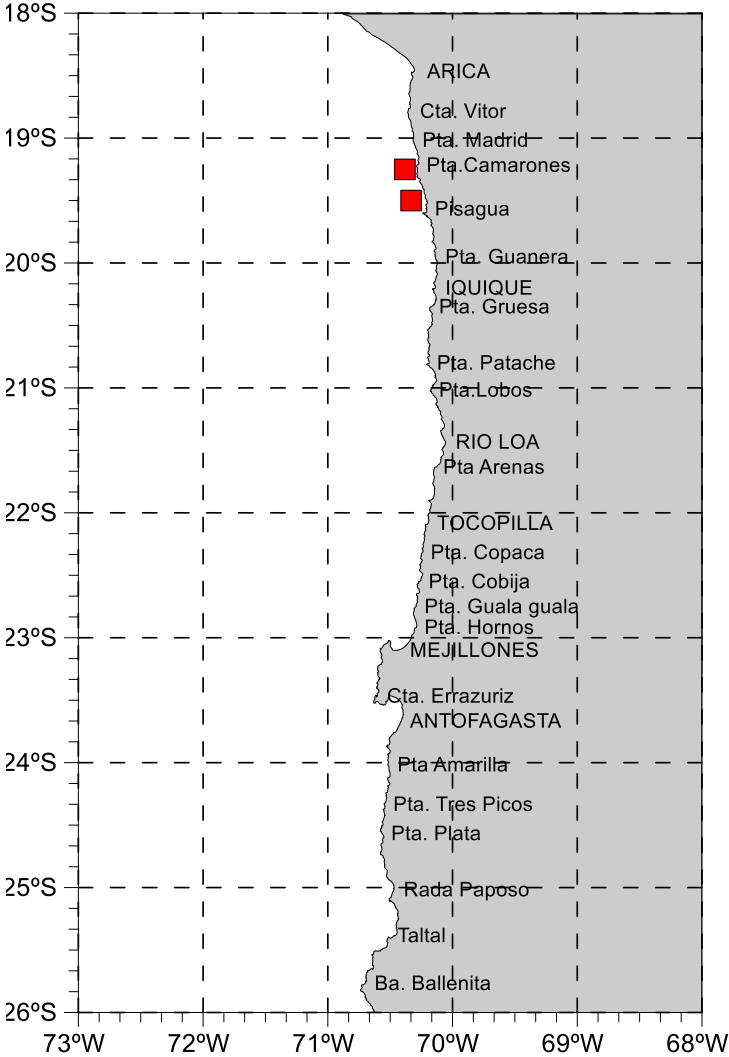 18ºS
ARICA
Cta. Vitor
19ºS
Pta. Madrid
Pta.Camarones
Pisagua
Pta. Guanera
20ºS
IQUIQUE
Pta. Gruesa
Pta. Patache
21ºS
Pta.Lobos
RIO LOA
Pta Arenas
22ºS
TOCOPILLA
Pta. Copaca
Pta. Cobija
Pta. Guala guala
Pta. Hornos
23ºS
MEJILLONES
Cta. Errazuriz
ANTOFAGASTA
24ºS
Pta Amarilla
Pta. Tres Picos
Pta. Plata
25ºS
Rada Paposo
Taltal
Ba. Ballenita
26ºS
73ºW 72ºW 71ºW 70ºW 69ºW 68ºW